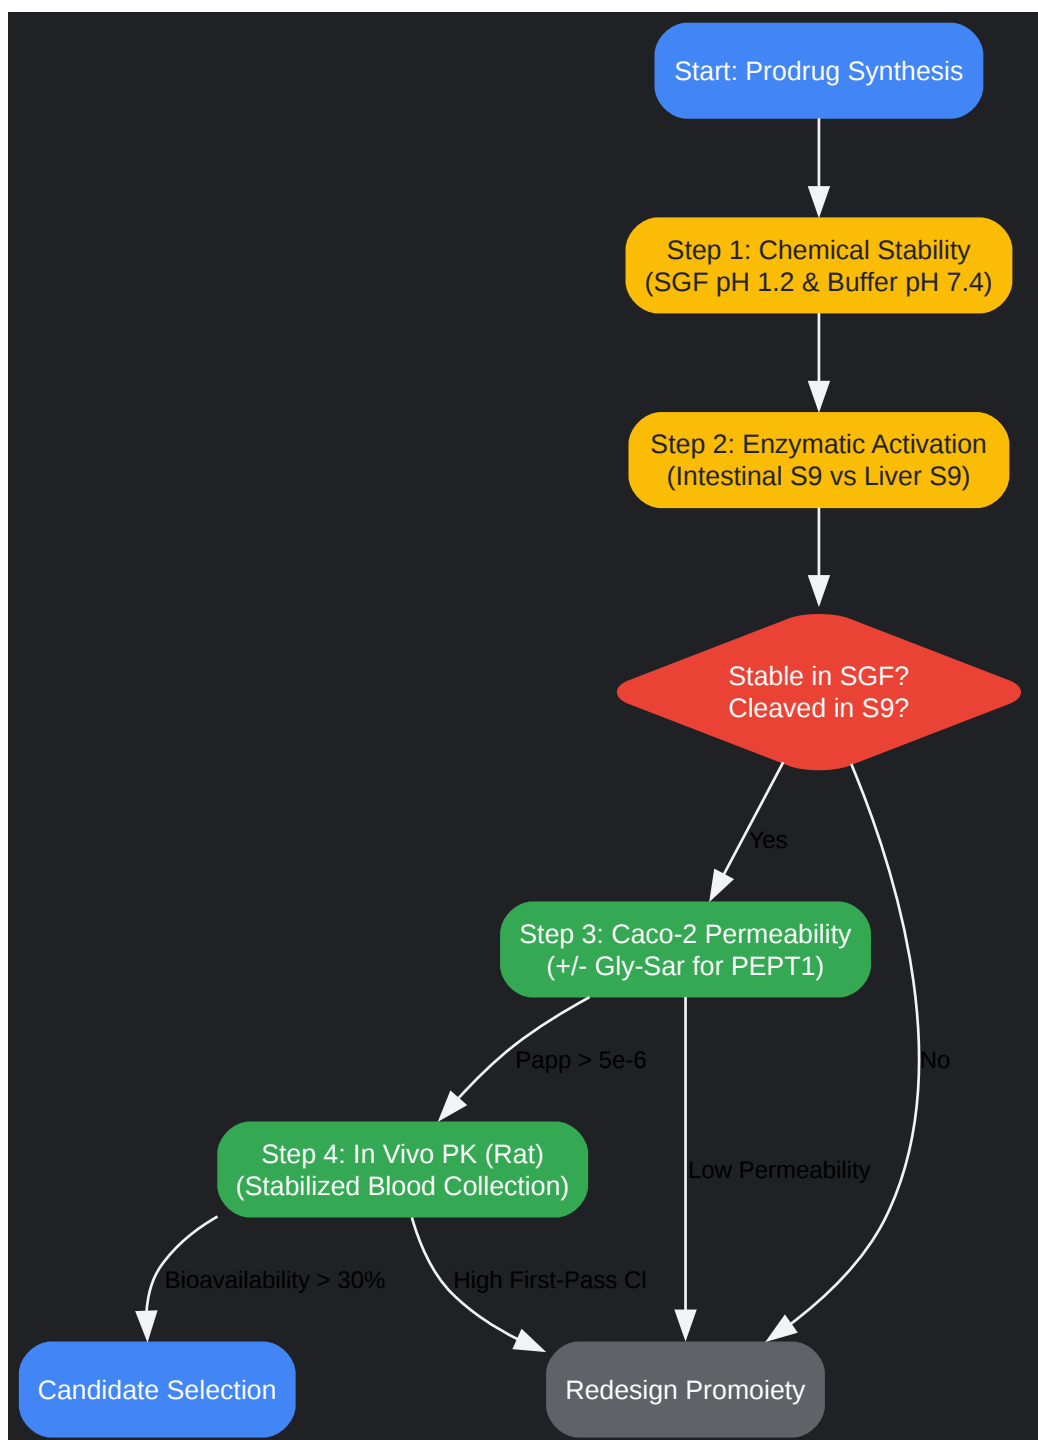 Start: Prodrug Synthesis
Step 1: Chemical Stability
(SGF pH 1.2 & Buffer pH 7.4)
Step 2: Enzymatic Activation
(Intestinal S9 vs Liver S9)
Stable in SGF?
Cleaved in S9?
Yes
Step 3: Caco-2 Permeability
(+/- Gly-Sar for PEPT1)
Papp > 5e-6
No
Step 4: In Vivo PK (Rat)
(Stabilized Blood Collection)
Low Permeability
Bioavailability > 30%
High First-Pass Cl
Candidate Selection
Redesign Promoiety